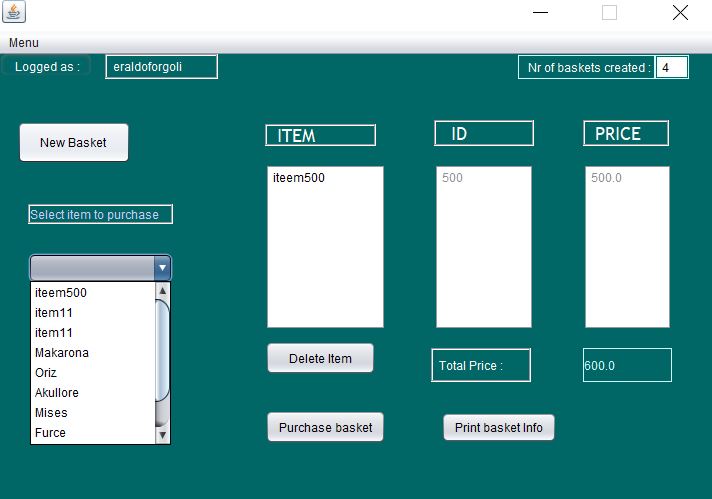 Menu
Logged as : eraldoforgoli Nr of baskets created : 4
New Basket
ITEM ID PRICE
iteem500 500 500.0
Select item to purchase
iteem500
item11
item11
Makarona
Oriz
Akullore
Mises
Furce
Delete Item Total Price : 600.0
Purchase basket Print basket Info